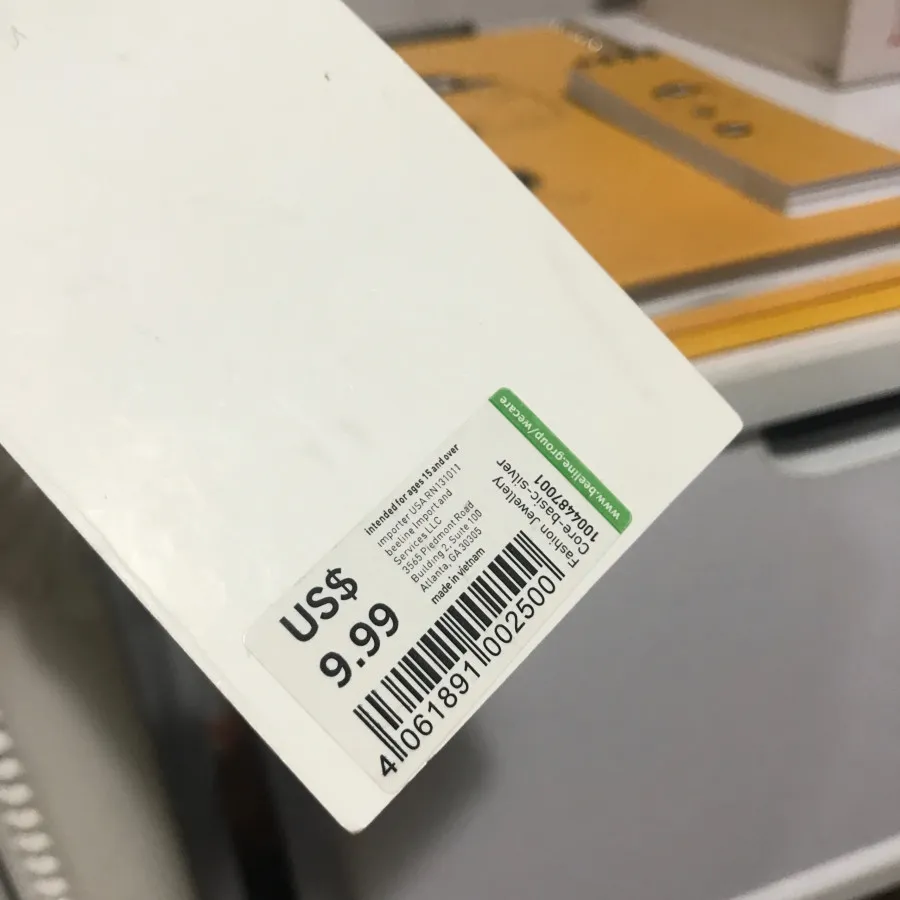 US$
9.99
intended for ages 15 and over
importer USA RN131011
beeline Import and
Services LLC
3565 Piedmont Road
Building 2, Suite 100
Atlanta, GA 30305
made in vietnam
4 061891 002500
Fashion Jewellery
Core-basic-silver
1004487001
www.beeline.group/wecare